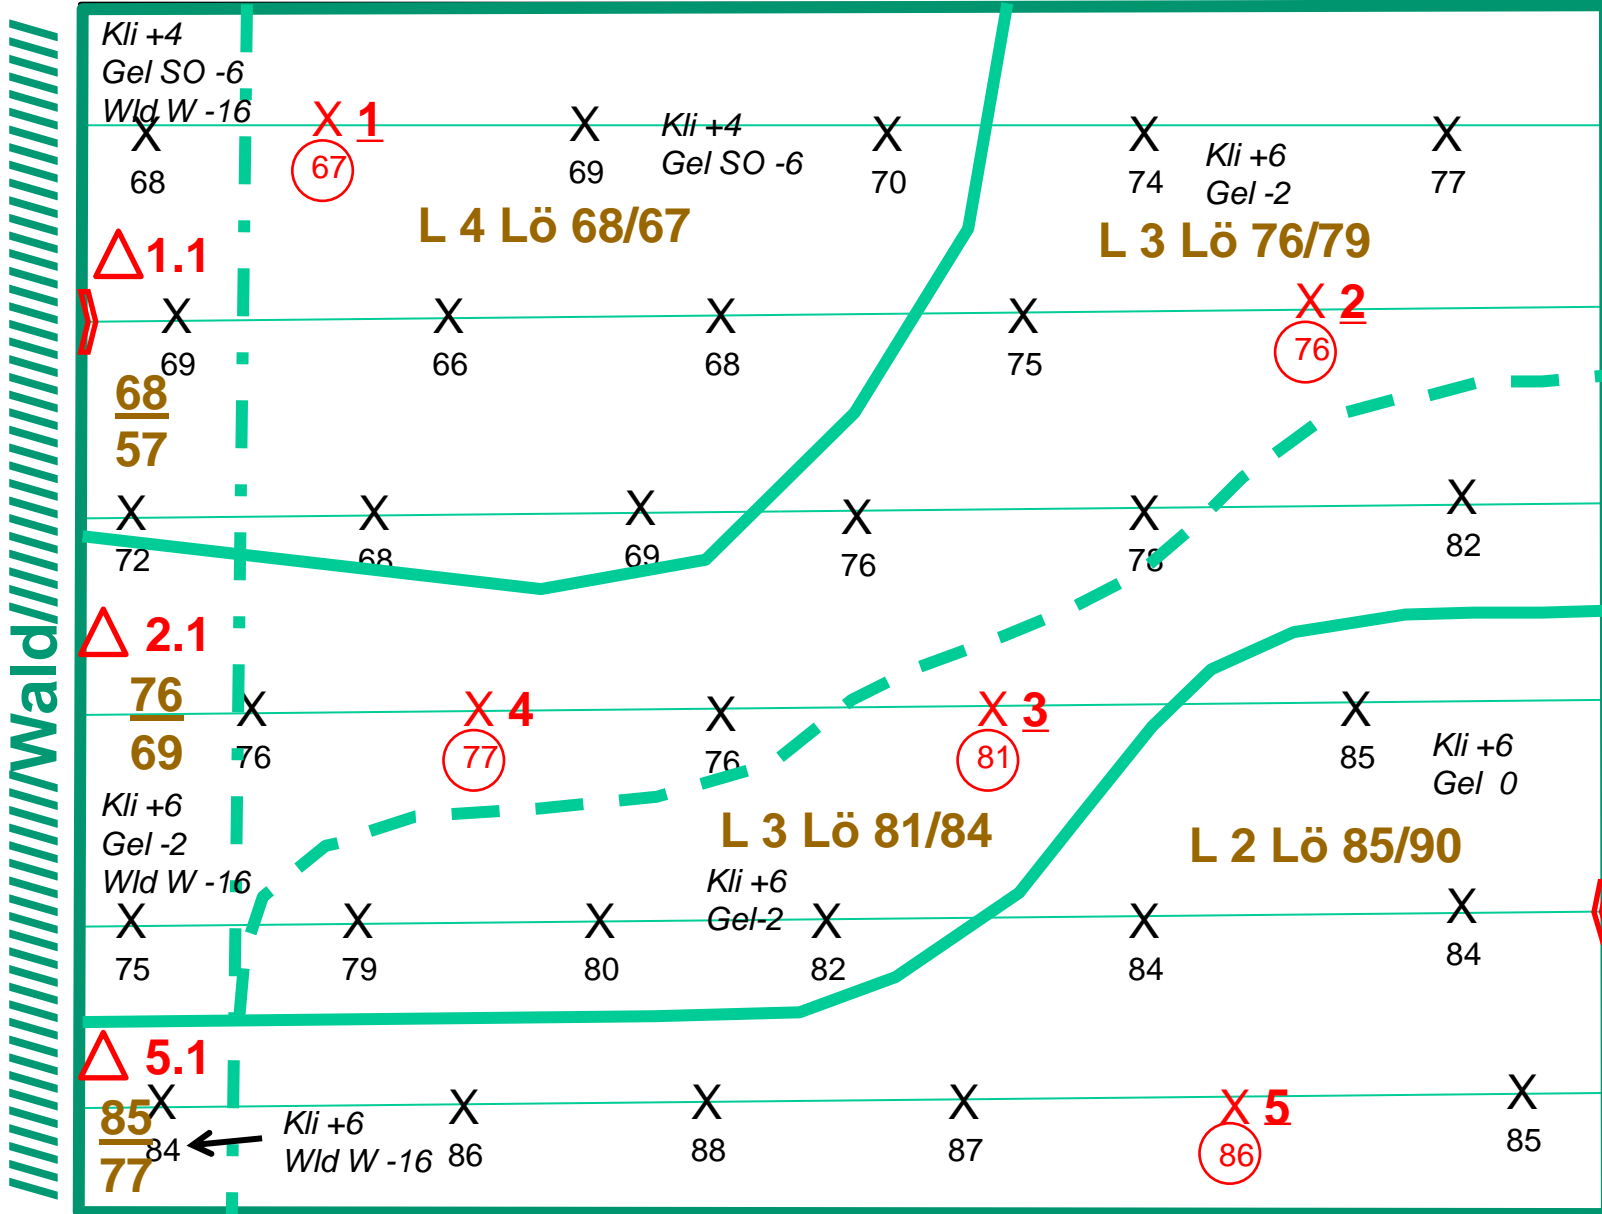 Kli +4
Gel SO -6
Wld W -16
X
68
X 1
67
X
69
Kli +4
Gel SO -6
X
70
X
74
Kli +6
Gel -2
X
77
L 4 Lö 68/67
L 3 Lö 76/79
1.1
X
69
X
66
X
68
X
75
X 2
76
68
57
X
72
X
68
X
69
X
76
X
78
X
82
Wald
2.1
76
69
X
76
X 4
77
X
76
X 3
81
X
85
Kli +6
Gel 0
Kli +6
Gel -2
Wld W -16
L 3 Lö 81/84
L 2 Lö 85/90
Kli +6
Gel-2
X
75
X
79
X
80
X
82
X
84
X
84
5.1
85
77
X
84
Kli +6
Wld W -16
X
86
X
88
X
87
X 5
86
X
85